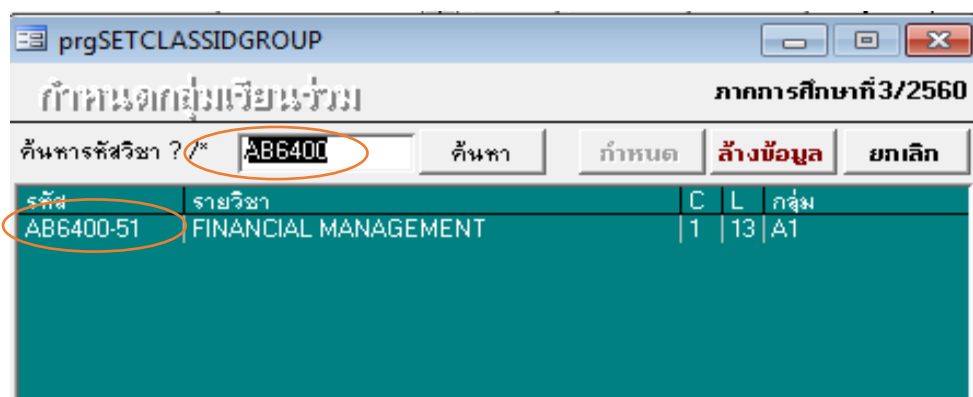 prgSETCLASSIDGROUP
กำหนดกลุ่มเรียนร่วม ภาคการศึกษาที่ 3/2560
ค้นหารหัสวิชา ? /* AB6400 ค้นหา กำหนด ล้างข้อมูล ยกเลิก
รหัส รายวิชา C L กลุ่ม
AB6400-51 FINANCIAL MANAGEMENT 1 13 A1